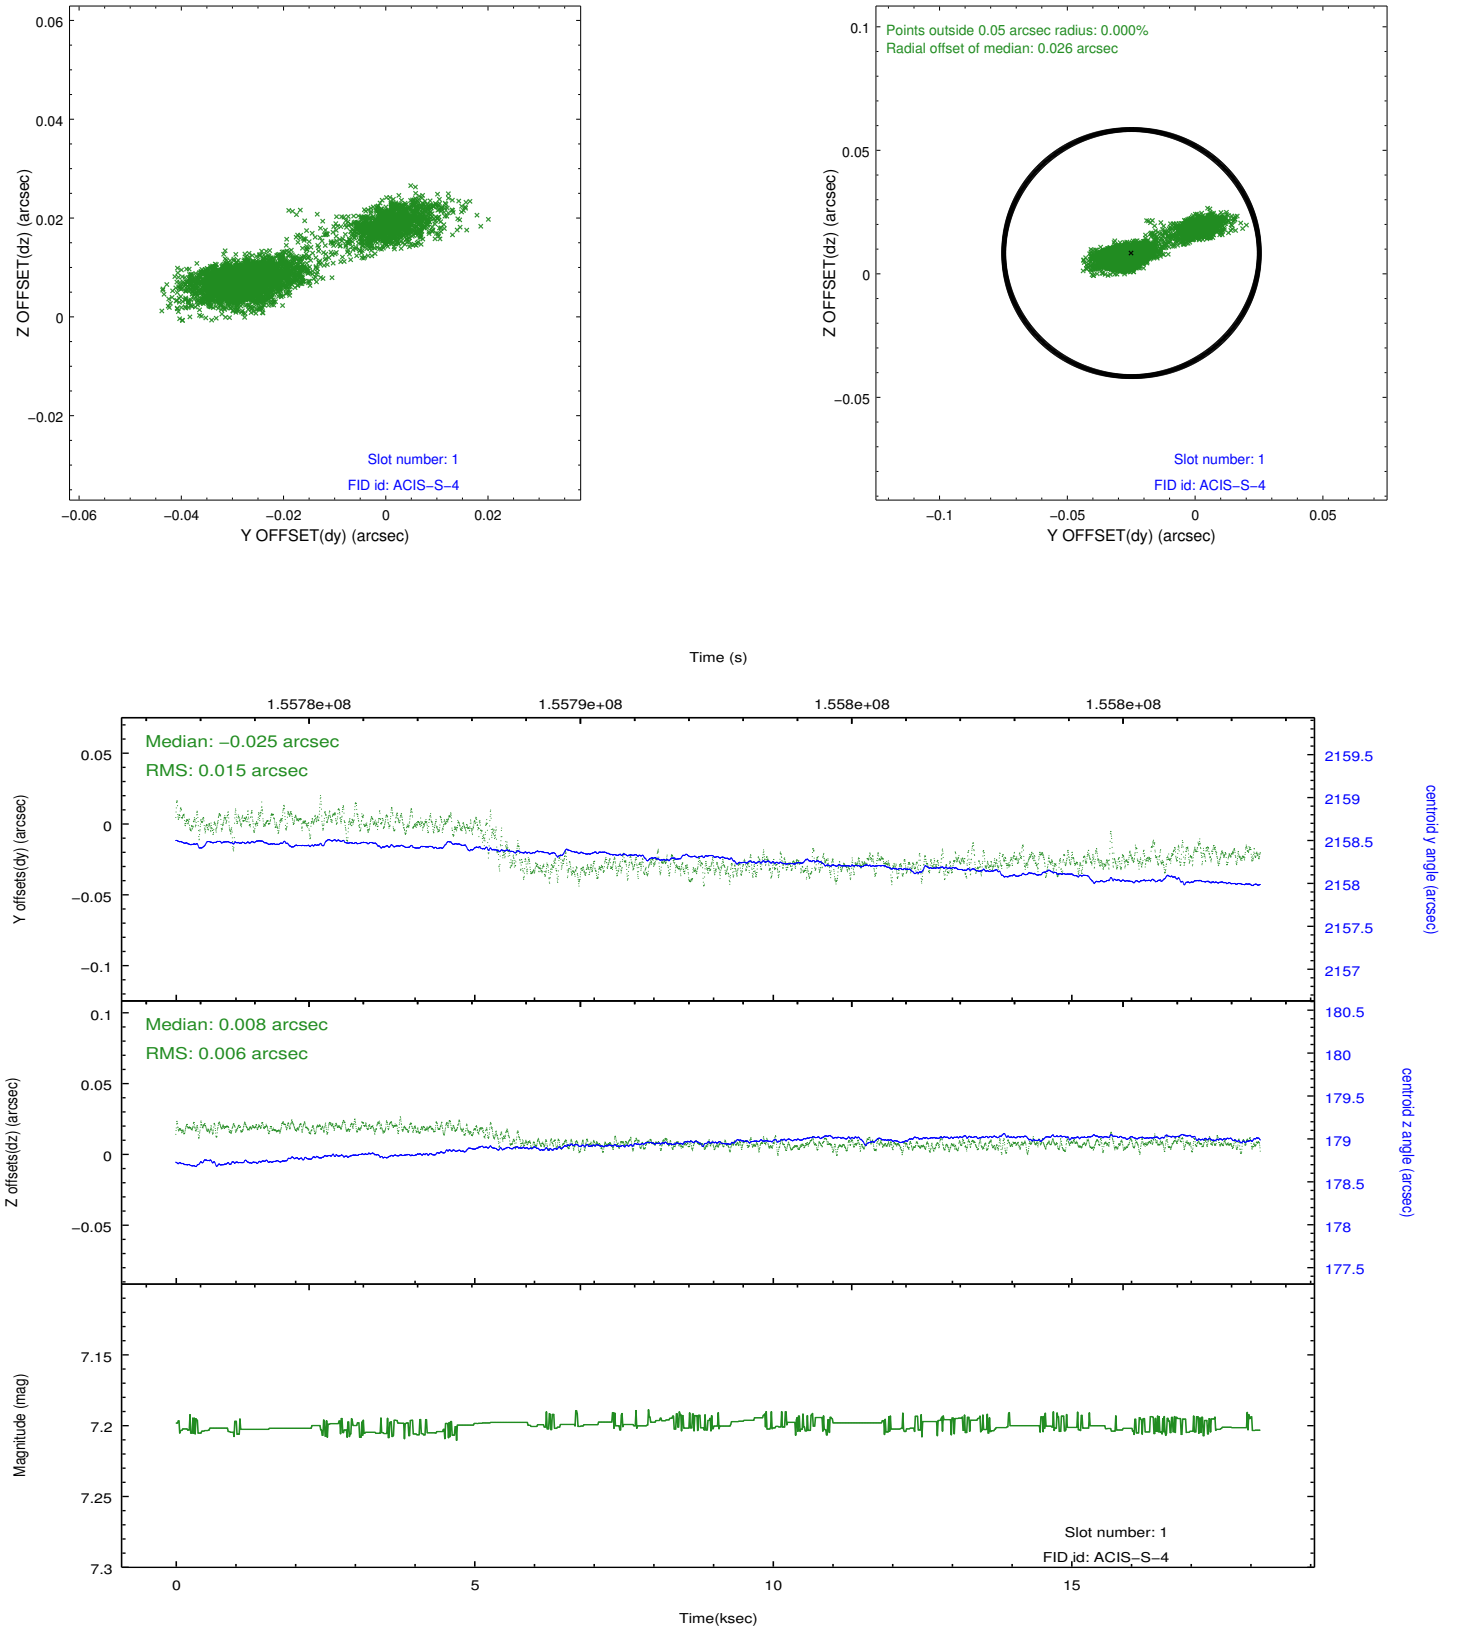 0.06
0.04
0.02
0
−0.02
Z OFFSET(dz) (arcsec)
Slot number: 1
FID id: ACIS−S−4
−0.06
−0.04
−0.02
0
0.02
Y OFFSET(dy) (arcsec)
Points outside 0.05 arcsec radius: 0.000%
Radial offset of median: 0.026 arcsec
0.1
0.05
0
−0.05
Z OFFSET(dz) (arcsec)
Slot number: 1
FID id: ACIS−S−4
−0.1
−0.05
0
0.05
Y OFFSET(dy) (arcsec)
Time (s)
1.5578e+08
1.5579e+08
1.558e+08
1.558e+08
Median: −0.025 arcsec
RMS: 0.015 arcsec
0.05
0
−0.05
−0.1
Y offsets(dy) (arcsec)
2159.5
2159
2158.5
2158
2157.5
2157
centroid y angle (arcsec)
Median: 0.008 arcsec
RMS: 0.006 arcsec
0.1
0.05
0
−0.05
Z offsets(dz) (arcsec)
180.5
180
179.5
179
178.5
178
177.5
centroid z angle (arcsec)
7.15
7.2
7.25
7.3
Magnitude (mag)
Slot number: 1
FID id: ACIS−S−4
0
5
10
15
Time(ksec)